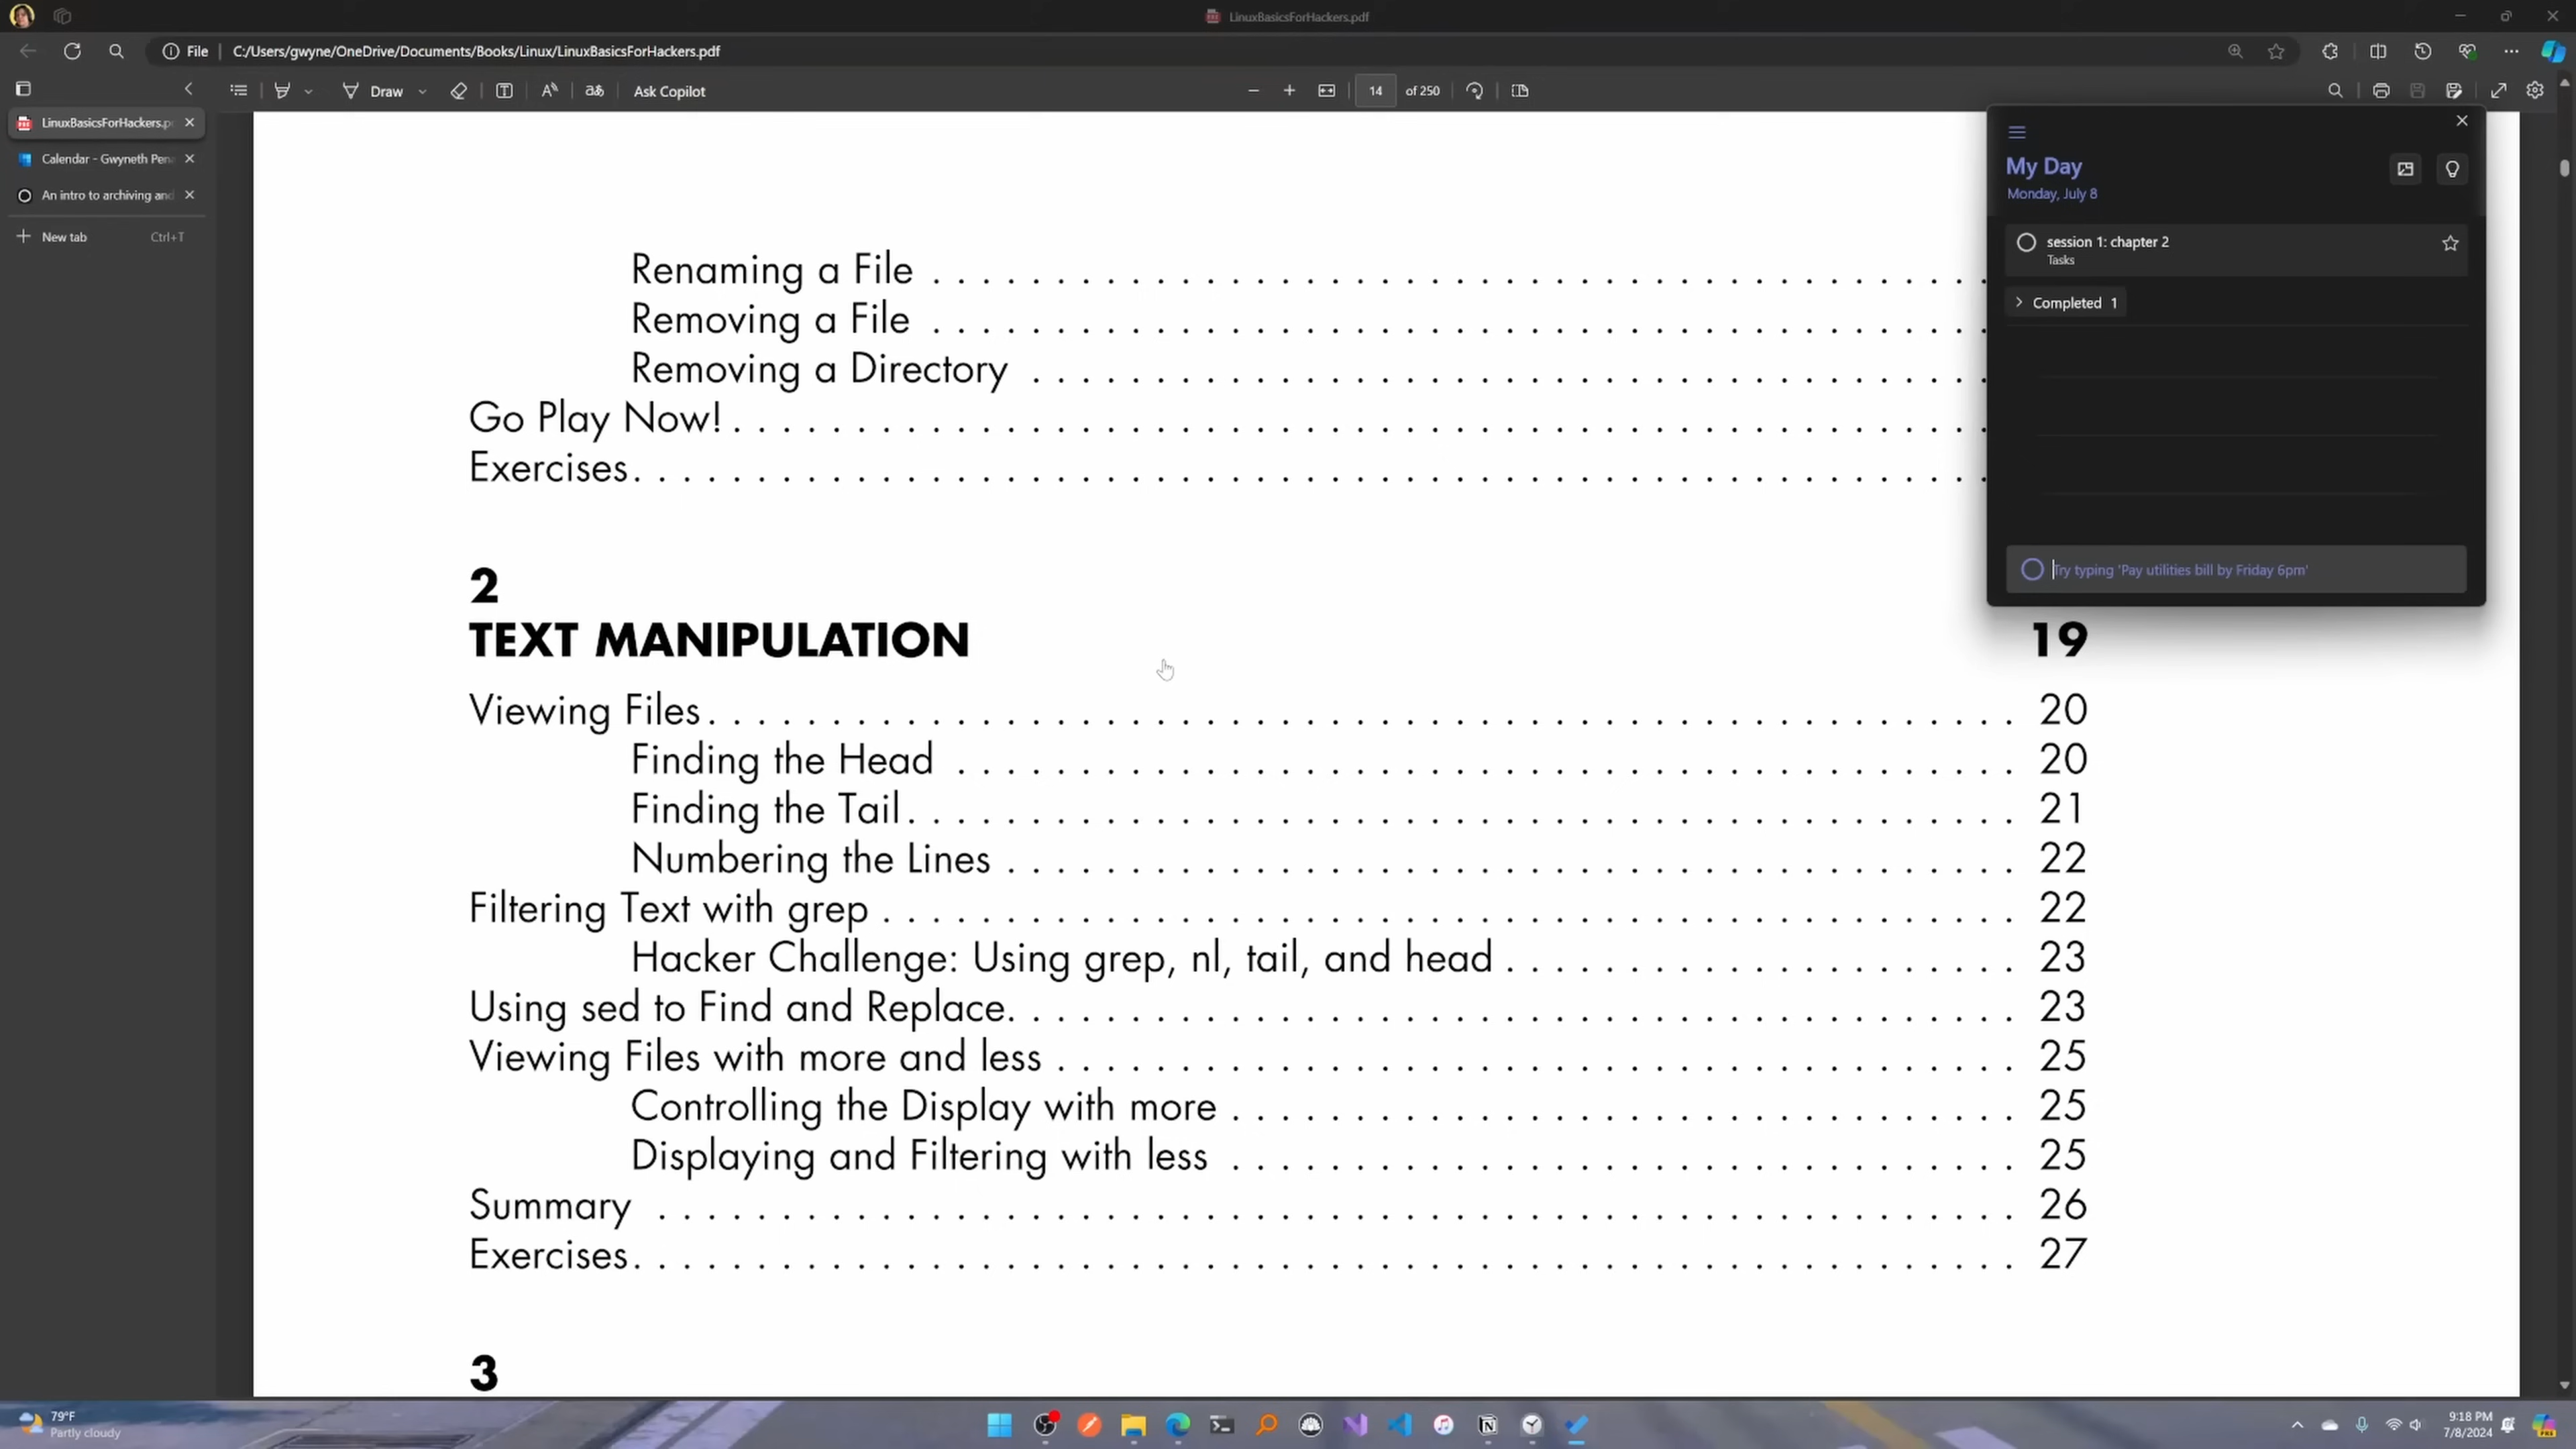 LinuxBasicsForHackers.pdf
File C:/Users/gwyne/OneDrive/Documents/Books/Linux/LinuxBasicsForHackers.pdf
Draw Ask Copilot 14 of 250
LinuxBasicsForHackers.p
Calendar - Gwyneth Pen
An intro to archiving and
New tab Ctrl+T
Renaming a File . . . . . . . . . . . . . . . . . . . . . . . . . . . . . . . . . . . . . . . . . . .
Removing a File . . . . . . . . . . . . . . . . . . . . . . . . . . . . . . . . . . . . . . . . . . .
Removing a Directory . . . . . . . . . . . . . . . . . . . . . . . . . . . . . . . . . . . . . . .
Go Play Now! . . . . . . . . . . . . . . . . . . . . . . . . . . . . . . . . . . . . . . . . . . . . . . . . . . .
Exercises. . . . . . . . . . . . . . . . . . . . . . . . . . . . . . . . . . . . . . . . . . . . . . . . . . . . . . .
2
TEXT MANIPULATION 19
Viewing Files . . . . . . . . . . . . . . . . . . . . . . . . . . . . . . . . . . . . . . . . . . . . . . . . . . . . . 20
Finding the Head . . . . . . . . . . . . . . . . . . . . . . . . . . . . . . . . . . . . . . . . . . . 20
Finding the Tail . . . . . . . . . . . . . . . . . . . . . . . . . . . . . . . . . . . . . . . . . . . . . 21
Numbering the Lines . . . . . . . . . . . . . . . . . . . . . . . . . . . . . . . . . . . . . . . . . 22
Filtering Text with grep . . . . . . . . . . . . . . . . . . . . . . . . . . . . . . . . . . . . . . . . . . . . . . 22
Hacker Challenge: Using grep, nl, tail, and head . . . . . . . . . . . . . . . . . . . . . 23
Using sed to Find and Replace. . . . . . . . . . . . . . . . . . . . . . . . . . . . . . . . . . . . . . . . . 23
Viewing Files with more and less . . . . . . . . . . . . . . . . . . . . . . . . . . . . . . . . . . . . . . . 25
Controlling the Display with more . . . . . . . . . . . . . . . . . . . . . . . . . . . . . . . . 25
Displaying and Filtering with less . . . . . . . . . . . . . . . . . . . . . . . . . . . . . . . . 25
Summary . . . . . . . . . . . . . . . . . . . . . . . . . . . . . . . . . . . . . . . . . . . . . . . . . . . . . . . 26
Exercises. . . . . . . . . . . . . . . . . . . . . . . . . . . . . . . . . . . . . . . . . . . . . . . . . . . . . . . . 27
3
My Day
Monday, July 8
session 1: chapter 2
Tasks
Completed 1
Try typing 'Pay utilities bill by Friday 6pm'
79°F
Partly cloudy
9:18 PM
7/8/2024